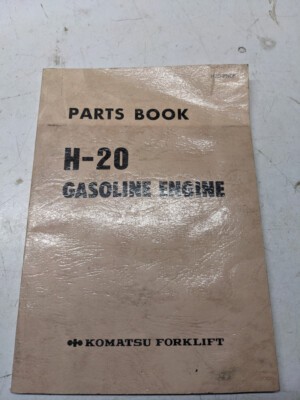 PARTS BOOK
H-20
GASOLINE ENGINE
KOMATSU FORKLIFT